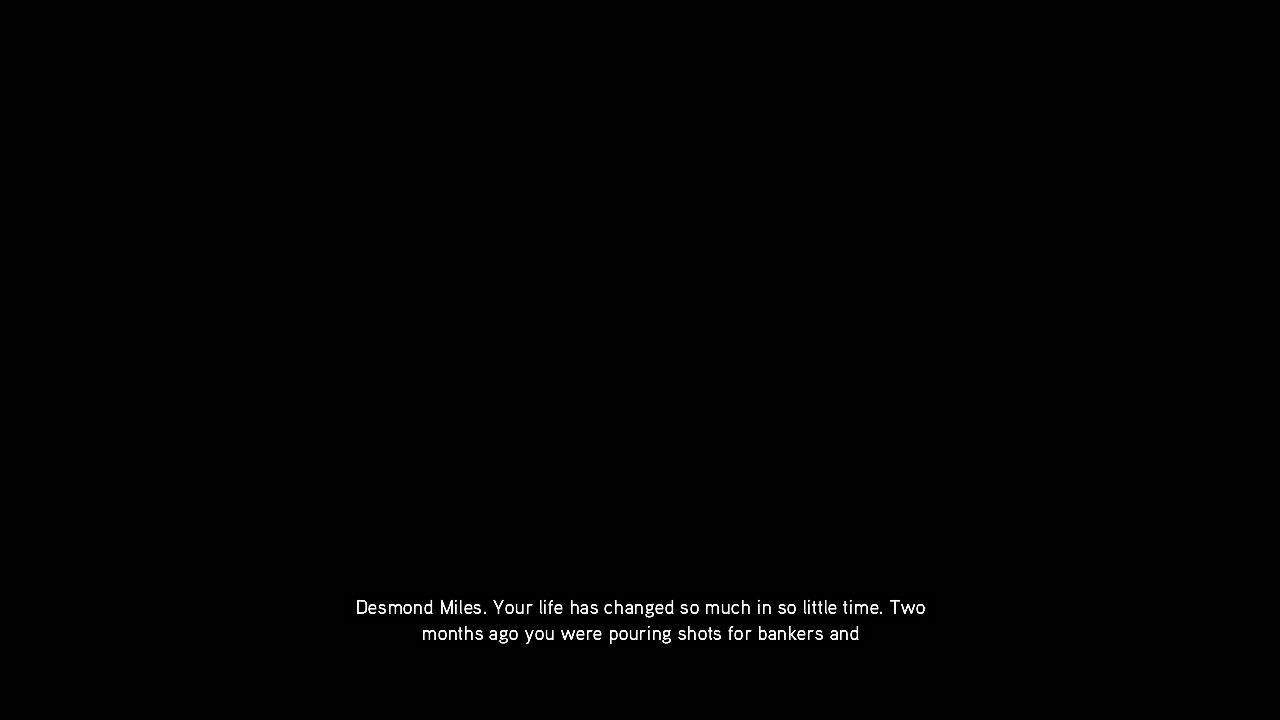 Desmond Miles. Your life has changed so much in so little time. Two
months ago you were pouring shots for bankers and